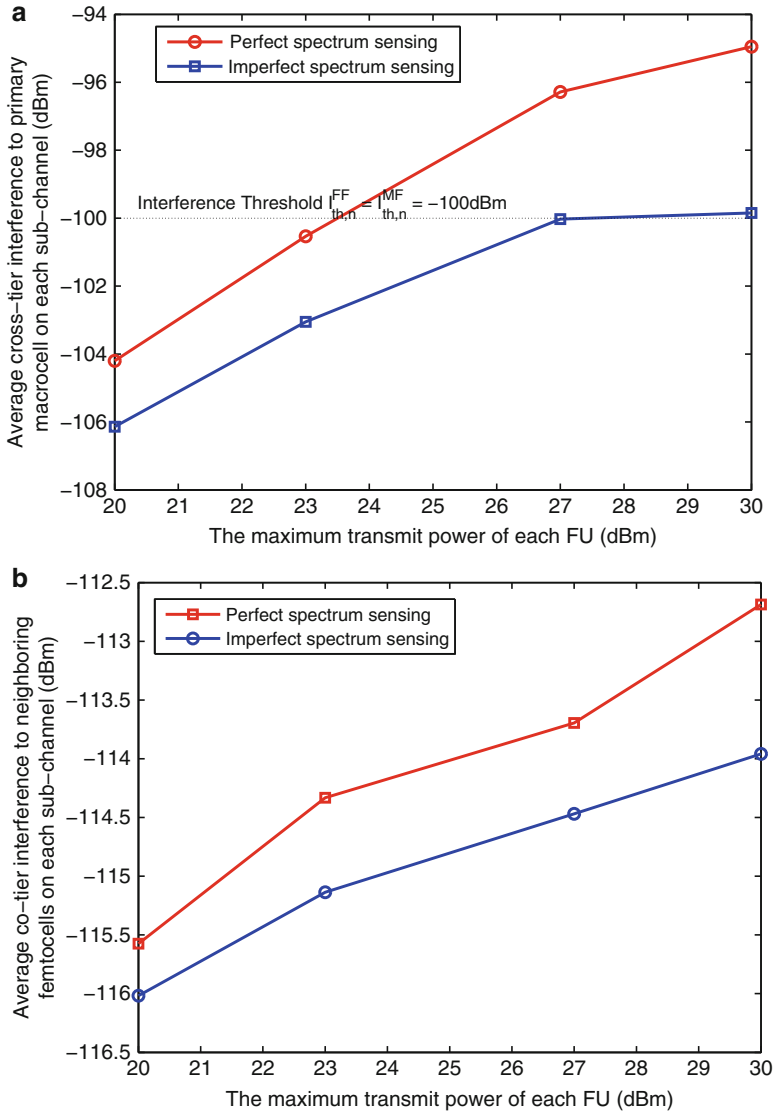 a
Average cross−tier interference to primary
macrocell on each sub−channel (dBm)
−94
−96
−98
−100
−102
−104
−106
−108
Perfect spectrum sensing
Imperfect spectrum sensing
Interference Threshold I^FF_th,n = I^MF_th,n = −100dBm
20 21 22 23 24 25 26 27 28 29 30
The maximum transmit power of each FU (dBm)
b
Average co−tier interference to neighboring
femtocells on each sub−channel (dBm)
−112.5
−113
−113.5
−114
−114.5
−115
−115.5
−116
−116.5
Perfect spectrum sensing
Imperfect spectrum sensing
20 21 22 23 24 25 26 27 28 29 30
The maximum transmit power of each FU (dBm)